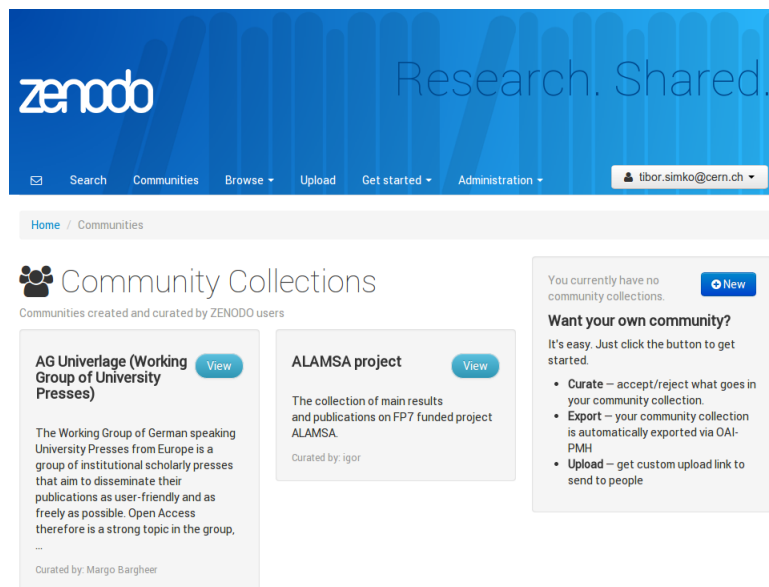 zenodo
Research. Shared.
Search Communities Browse Upload Get started Administration tibor.simko@cern.ch
Home / Communities
Community Collections
Communities created and curated by ZENODO users
AG Univerlage (Working
Group of University
Presses)
View
The Working Group of German speaking
University Presses from Europe is a
group of institutional scholarly presses
that aim to disseminate their
publications as user-friendly and as
freely as possible. Open Access
therefore is a strong topic in the group,
...
Curated by: Margo Bargheer
ALAMSA project
View
The collection of main results
and publications on FP7 funded project
ALAMSA.
Curated by: igor
You currently have no
community collections.
New
Want your own community?
It's easy. Just click the button to get
started.
• Curate — accept/reject what goes in
your community collection.
• Export — your community collection
is automatically exported via OAI-
PMH
• Upload — get custom upload link to
send to people